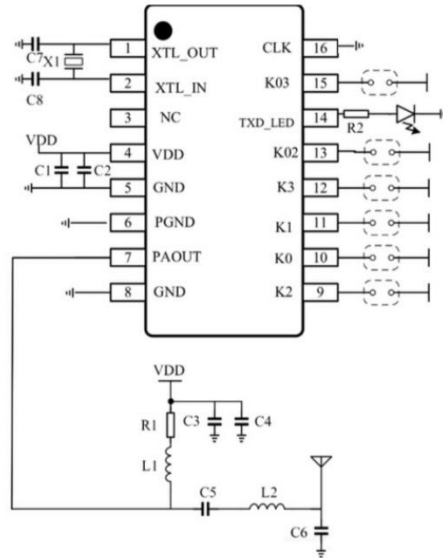 C7
X1
C8
1 XTL_OUT
2 XTL_IN
3 NC
VDD
4 VDD
C1 C2
5 GND
6 PGND
7 PAOUT
8 GND
CLK 16
K03 15
TXD_LED 14
R2
K02 13
K3 12
K1 11
K0 10
K2 9
VDD
R1 C3 C4
L1
C5 L2
C6